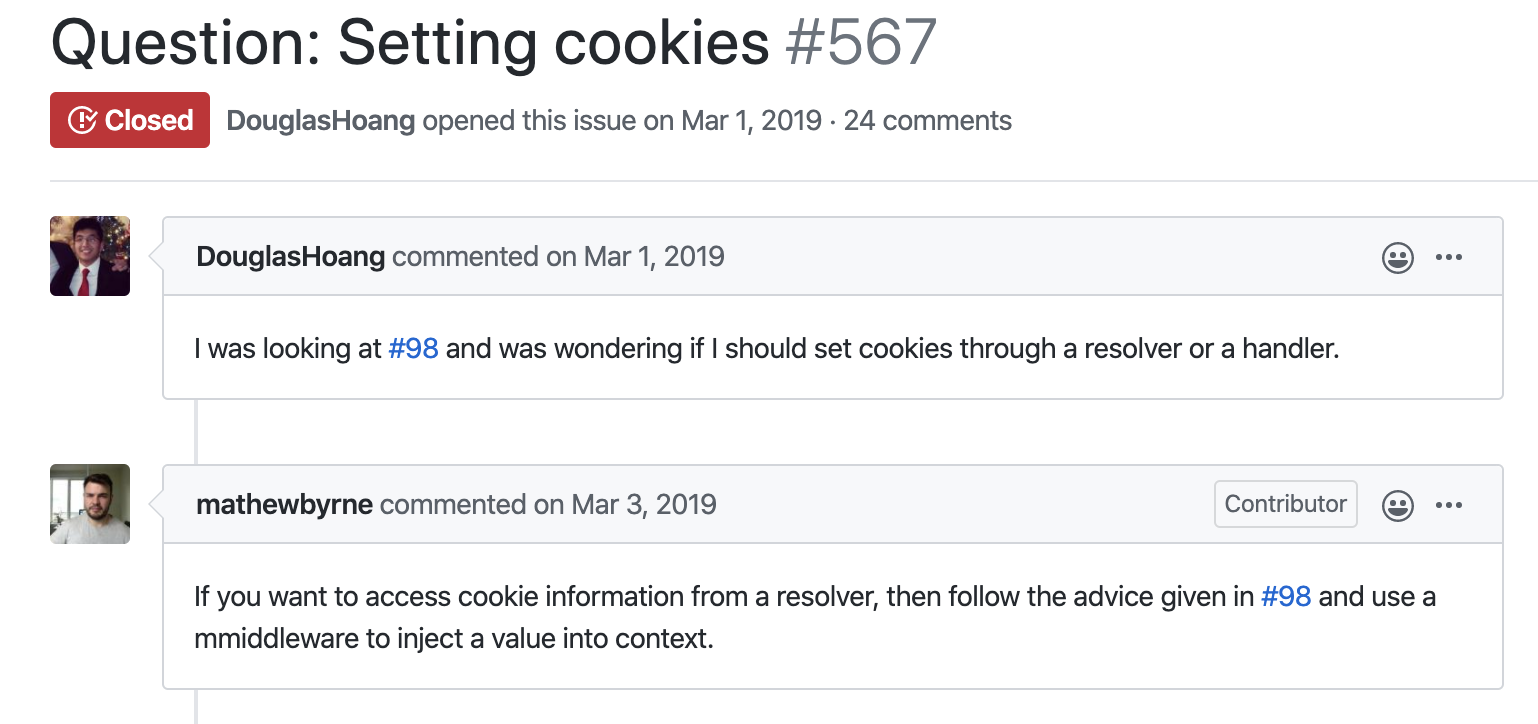 Question: Setting cookies #567
Closed DouglasHoang opened this issue on Mar 1, 2019 · 24 comments
DouglasHoang commented on Mar 1, 2019
I was looking at #98 and was wondering if I should set cookies through a resolver or a handler.
mathewbyrne commented on Mar 3, 2019 Contributor
If you want to access cookie information from a resolver, then follow the advice given in #98 and use a
mmiddleware to inject a value into context.